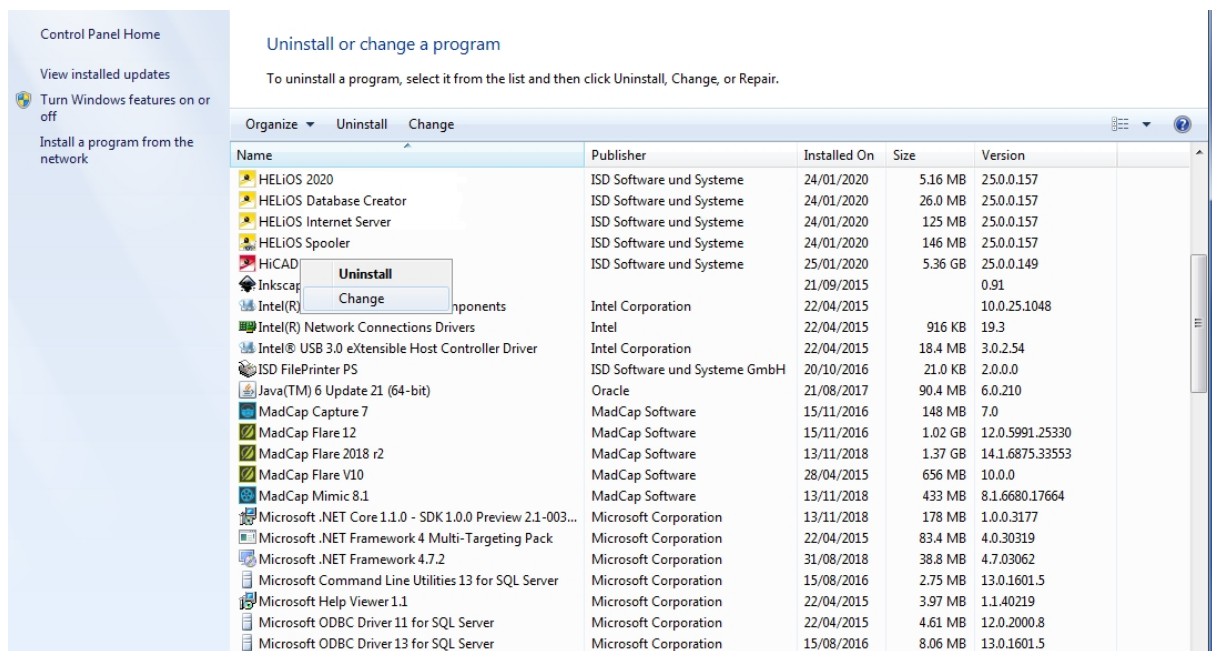 Control Panel Home
View installed updates
Turn Windows features on or
off
Install a program from the
network
Uninstall or change a program
To uninstall a program, select it from the list and then click Uninstall, Change, or Repair.
Organize Uninstall Change
Name Publisher Installed On Size Version
HELiOS 2020 ISD Software und Systeme 24/01/2020 5.16 MB 25.0.0.157
HELiOS Database Creator ISD Software und Systeme 24/01/2020 26.0 MB 25.0.0.157
HELiOS Internet Server ISD Software und Systeme 24/01/2020 125 MB 25.0.0.157
HELiOS Spooler ISD Software und Systeme 24/01/2020 146 MB 25.0.0.157
HiCAD ISD Software und Systeme 25/01/2020 5.36 GB 25.0.0.149
Uninstall
Change
21/09/2015 0.91
Intel(R) Intel Corporation 22/04/2015 10.0.25.1048
Intel(R) Network Connections Drivers Intel 22/04/2015 916 KB 19.3
Intel® USB 3.0 eXtensible Host Controller Driver Intel Corporation 22/04/2015 18.4 MB 3.0.2.54
ISD FilePrinter PS ISD Software und Systeme GmbH 20/10/2016 21.0 KB 2.0.0.0
Java(TM) 6 Update 21 (64-bit) Oracle 21/08/2017 90.4 MB 6.0.210
MadCap Capture 7 MadCap Software 15/11/2016 148 MB 7.0
MadCap Flare 12 MadCap Software 15/11/2016 1.02 GB 12.0.5991.25330
MadCap Flare 2018 r2 MadCap Software 13/11/2018 1.37 GB 14.1.6875.33553
MadCap Flare V10 MadCap Software 28/04/2015 656 MB 10.0.0
MadCap Mimic 8.1 MadCap Software 13/11/2018 433 MB 8.1.6680.17664
Microsoft .NET Core 1.1.0 - SDK 1.0.0 Preview 2.1-003... Microsoft Corporation 13/11/2018 178 MB 1.0.0.3177
Microsoft .NET Framework 4 Multi-Targeting Pack Microsoft Corporation 22/04/2015 83.4 MB 4.0.30319
Microsoft .NET Framework 4.7.2 Microsoft Corporation 31/08/2018 38.8 MB 4.7.03062
Microsoft Command Line Utilities 13 for SQL Server Microsoft Corporation 15/08/2016 2.75 MB 13.0.1601.5
Microsoft Help Viewer 1.1 Microsoft Corporation 22/04/2015 3.97 MB 1.1.40219
Microsoft ODBC Driver 11 for SQL Server Microsoft Corporation 22/04/2015 4.61 MB 12.0.2000.8
Microsoft ODBC Driver 13 for SQL Server Microsoft Corporation 15/08/2016 8.06 MB 13.0.1601.5